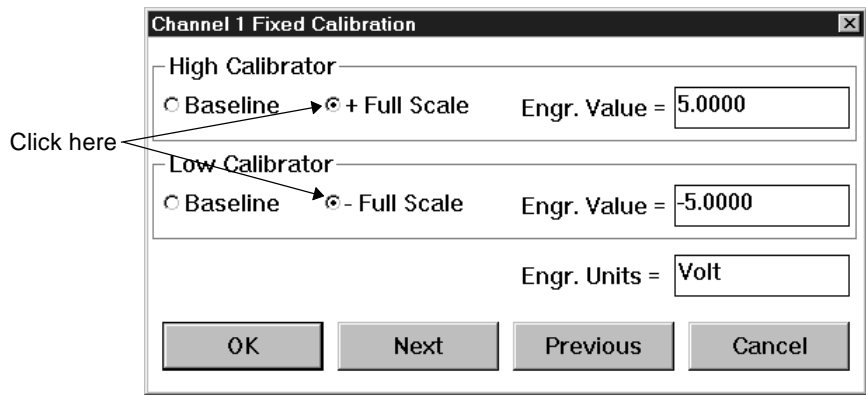 Channel 1 Fixed Calibration
High Calibrator
Baseline + Full Scale Engr. Value = 5.0000
Click here
Low Calibrator
Baseline - Full Scale Engr. Value = -5.0000
Engr. Units = Volt
OK Next Previous Cancel